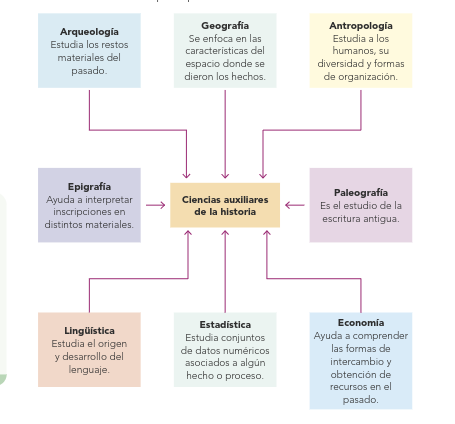 Arqueología
Estudia los restos
materiales del
pasado.
Geografía
Se enfoca en las
características del
espacio donde se
dieron los hechos.
Antropología
Estudia a los
humanos, su
diversidad y formas
de organización.
Epigrafía
Ayuda a interpretar
inscripciones en
distintos materiales.
Ciencias auxiliares
de la historia
Paleografía
Es el estudio de la
escritura antigua.
Lingüística
Estudia el origen
y desarrollo del
lenguaje.
Estadística
Estudia conjuntos
de datos numéricos
asociados a algún
hecho o proceso.
Economía
Ayuda a comprender
las formas de
intercambio y
obtención de
recursos en el
pasado.